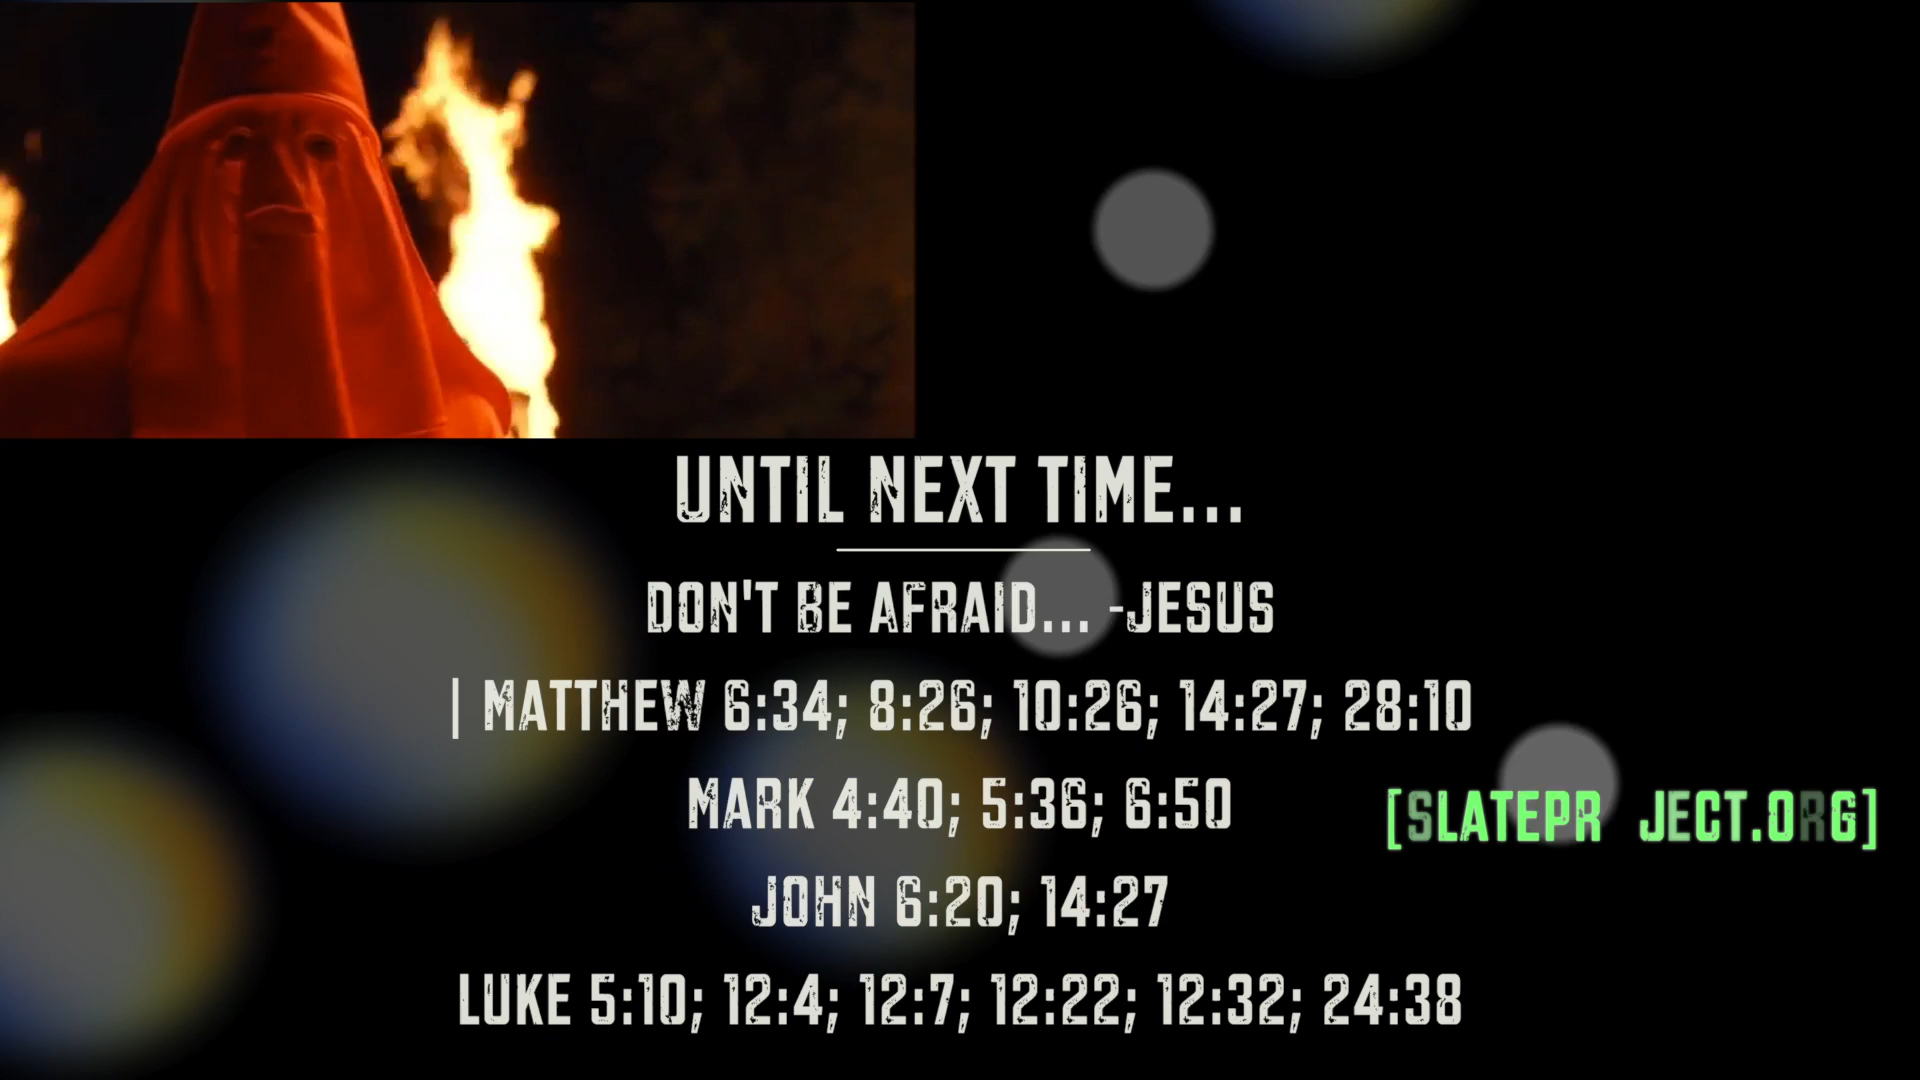 UNTIL NEXT TIME...
DON'T BE AFRAID... -JESUS
| MATTHEW 6:34; 8:26; 10:26; 14:27; 28:10
MARK 4:40; 5:36; 6:50
[SLATEPR JECT.ORG]
JOHN 6:20; 14:27
LUKE 5:10; 12:4; 12:7; 12:22; 12:32; 24:38